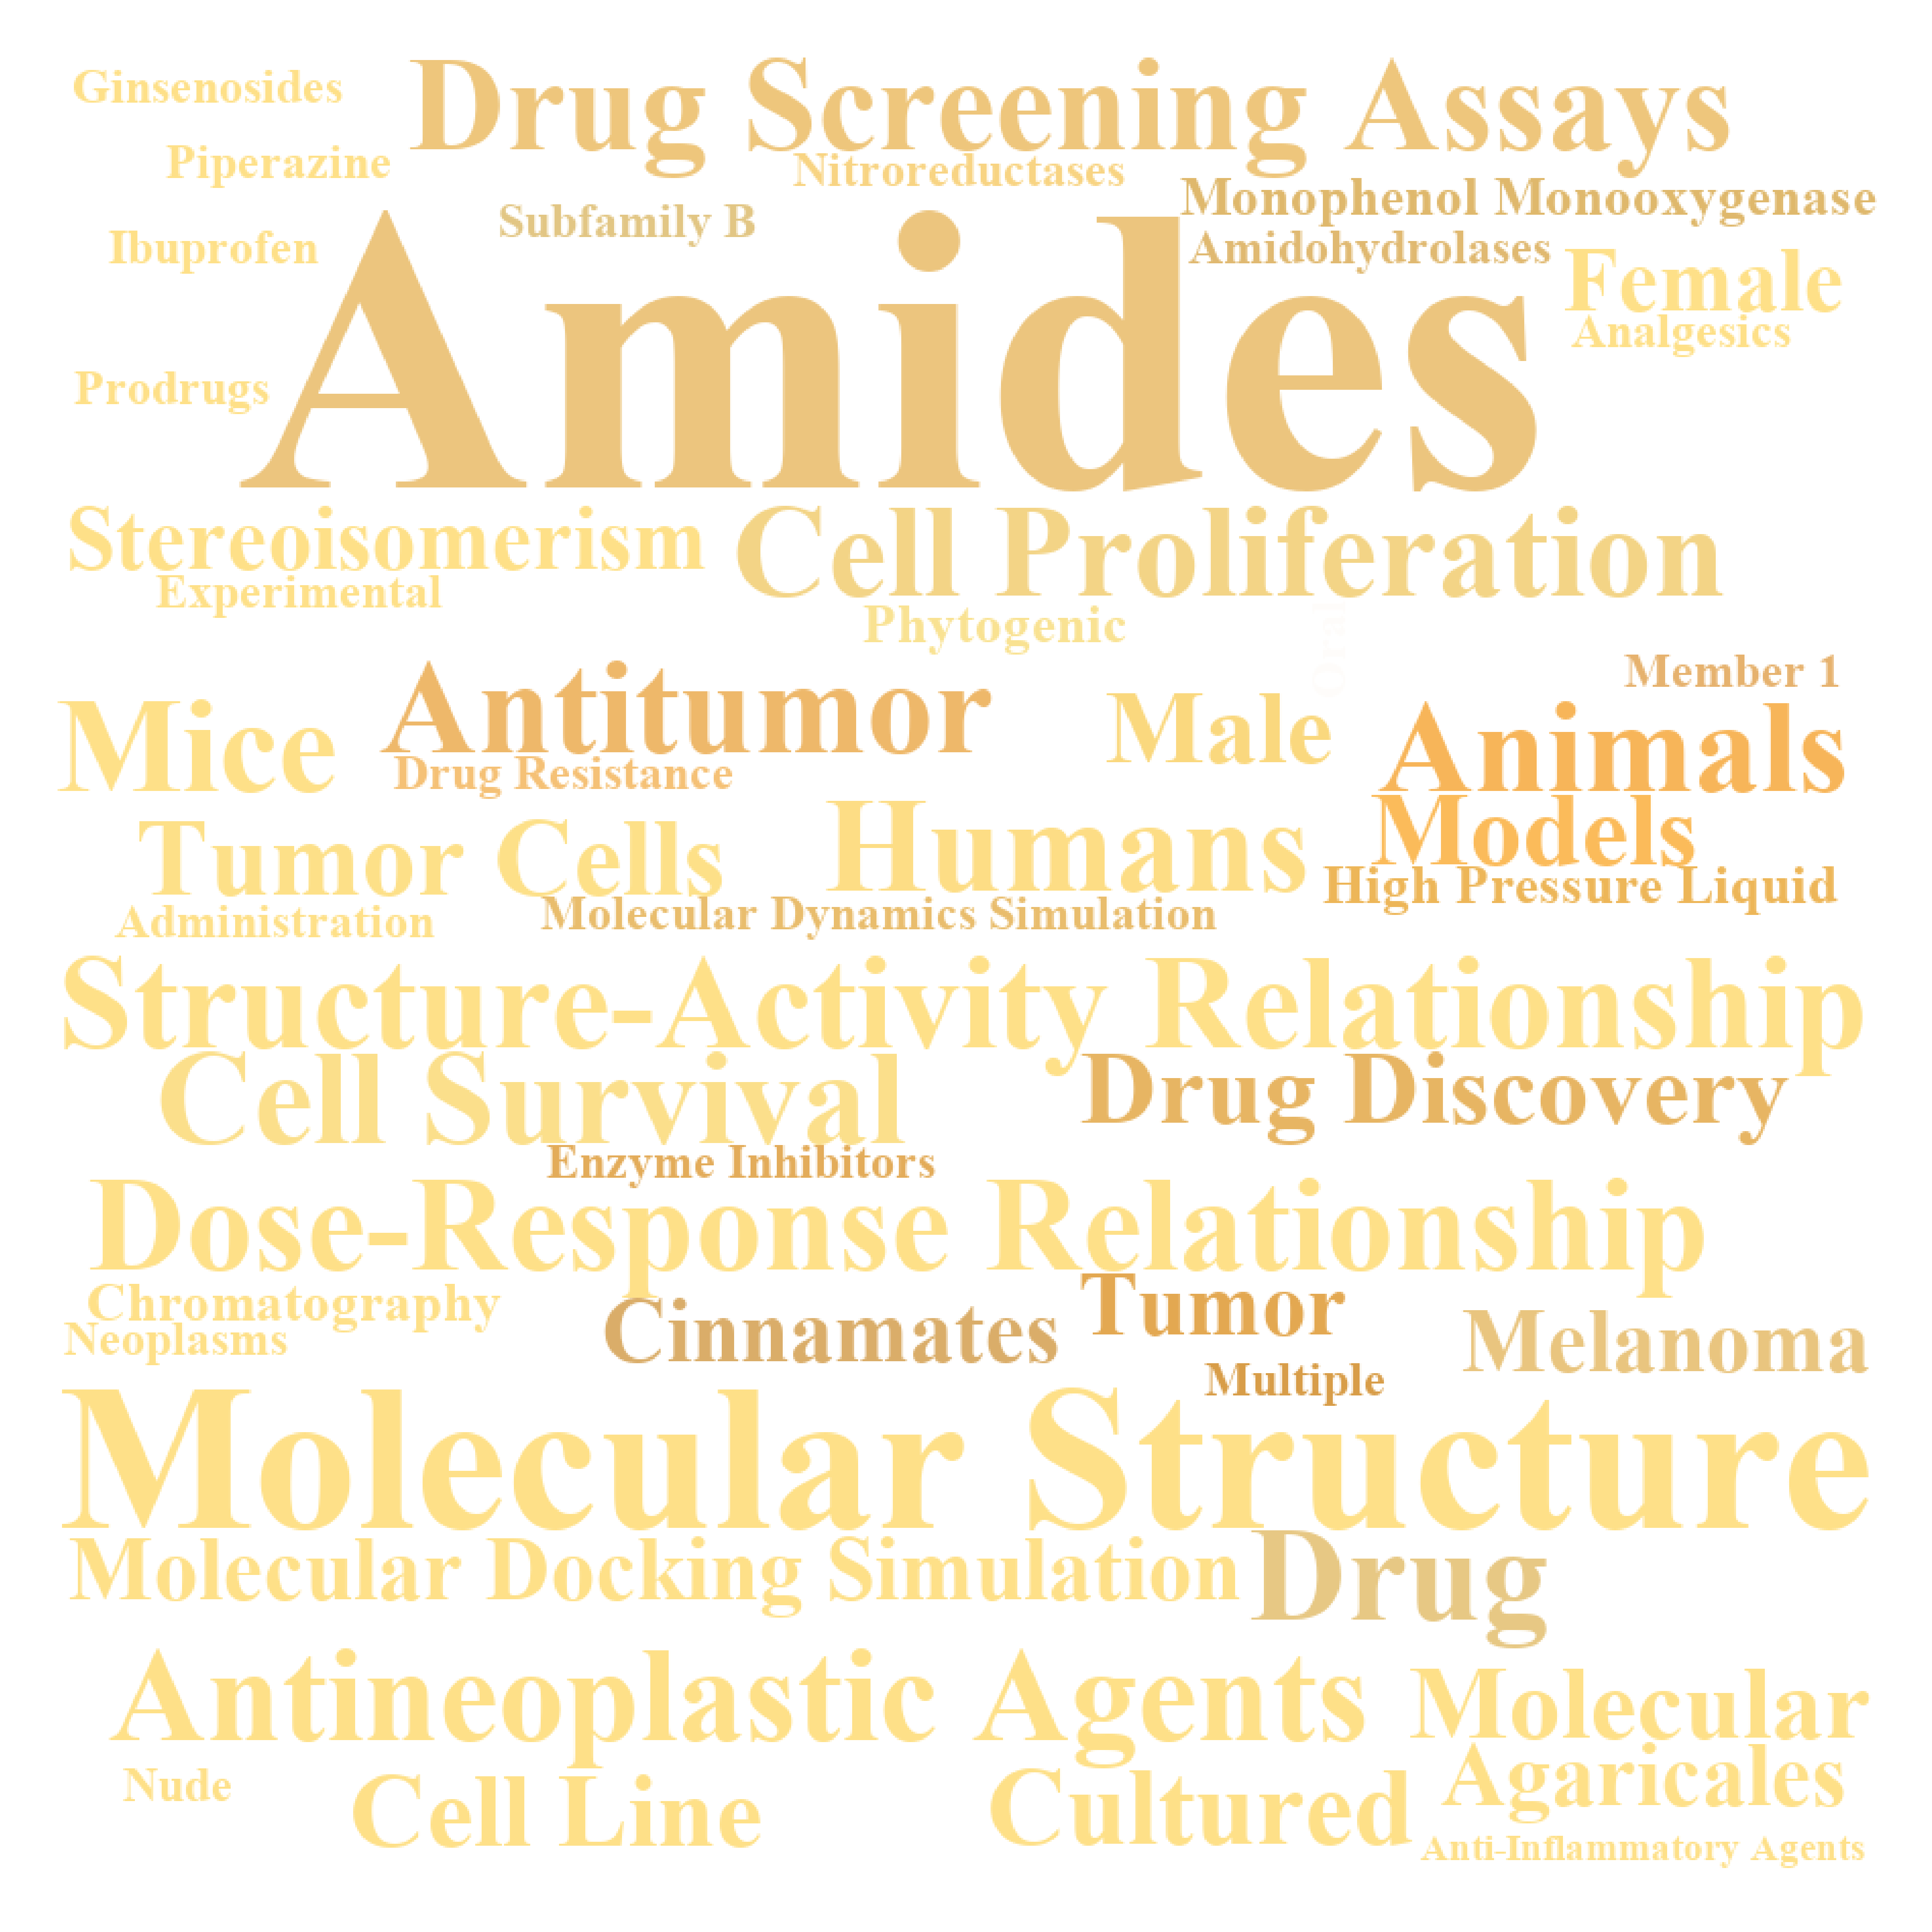 Ginsenosides
Drug Screening Assays
Piperazine
Nitroreductases
Monophenol Monooxygenase
Subfamily B
Ibuprofen
Amidohydrolases
Female
Analgesics
Amides
Prodrugs
Stereoisomerism
Cell Proliferation
Experimental
Phytogenic
Oral
Member 1
Antitumor
Mice
Male
Animals
Drug Resistance
Models
Tumor Cells
Humans
High Pressure Liquid
Administration
Molecular Dynamics Simulation
Structure-Activity Relationship
Cell Survival
Drug Discovery
Enzyme Inhibitors
Dose-Response Relationship
Chromatography
Tumor
Cinnamates
Neoplasms
Melanoma
Multiple
Molecular Structure
Molecular Docking Simulation
Drug
Antineoplastic Agents
Molecular
Agaricales
Nude
Cell Line
Cultured
Anti-Inflammatory Agents